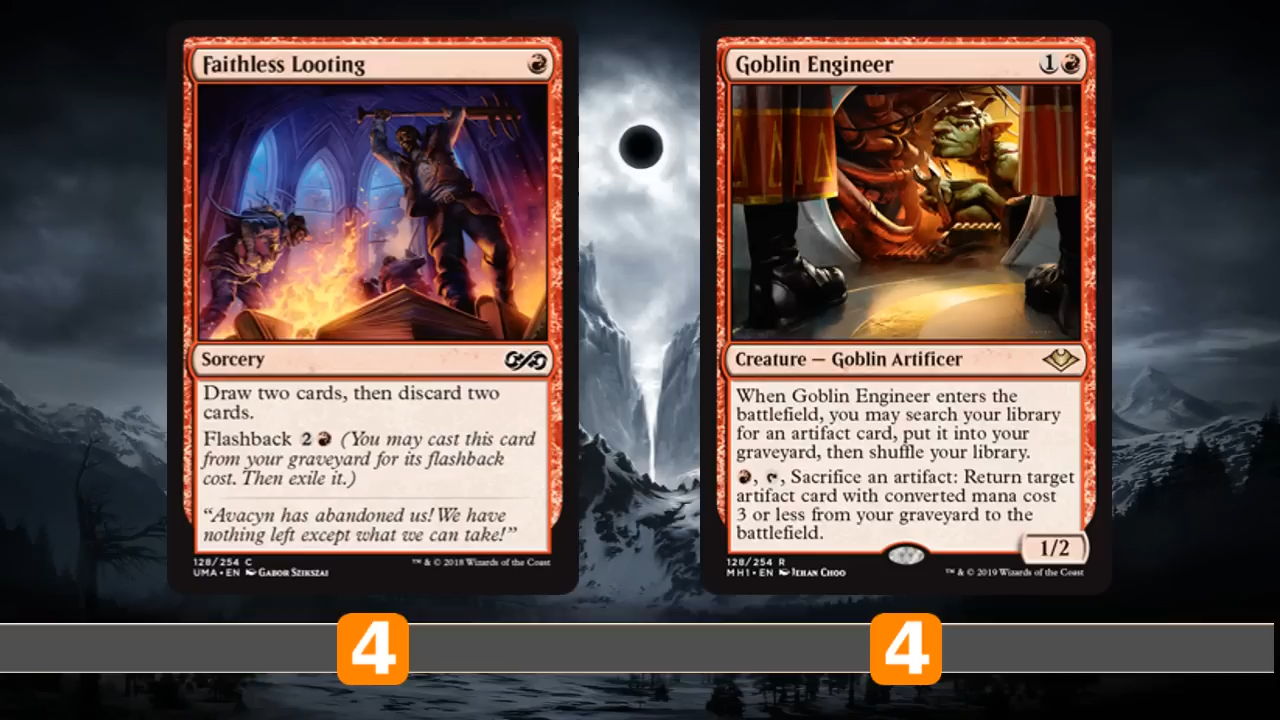 Faithless Looting
Sorcery
Draw two cards, then discard two
cards.
Flashback 2 (You may cast this card
from your graveyard for its flashback
cost. Then exile it.)
“Avacyn has abandoned us! We have
nothing left except what we can take!”
128/254 C
UMA • EN GABOR SZIKSZAI
™ & © 2018 Wizards of the Coast
4
Goblin Engineer 1
Creature — Goblin Artificer
When Goblin Engineer enters the
battlefield, you may search your library
for an artifact card, put it into your
graveyard, then shuffle your library.
, , Sacrifice an artifact: Return target
artifact card with converted mana cost
3 or less from your graveyard to the
battlefield.
1/2
128/254 R
MH1 • EN JEHAN CHOO
™ & © 2019 Wizards of the Coast
4